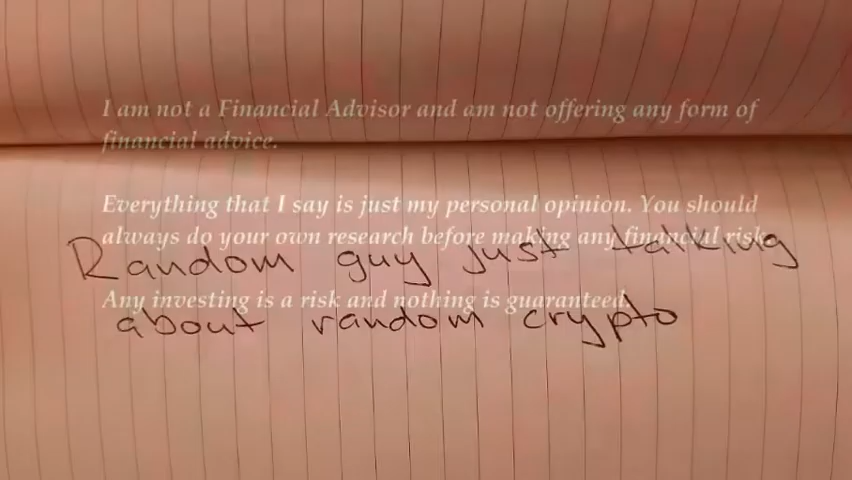 I am not a Financial Advisor and am not offering any form of
financial advice.
Everything that I say is just my personal opinion. You should
always do your own research before making any financial risk.
Random guy just talking
Any investing is a risk and nothing is guaranteed.
about random crypto